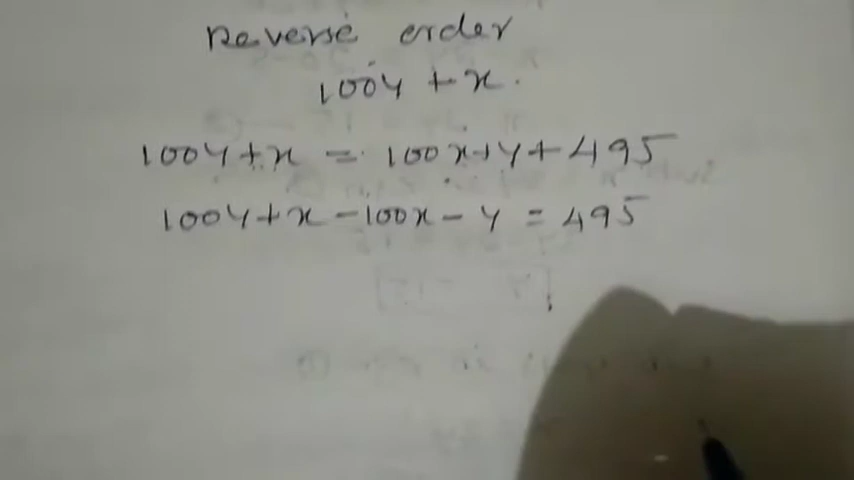 Reverse order
100y + x.
100y + x = 100x + y + 495
100y + x - 100x - y = 495